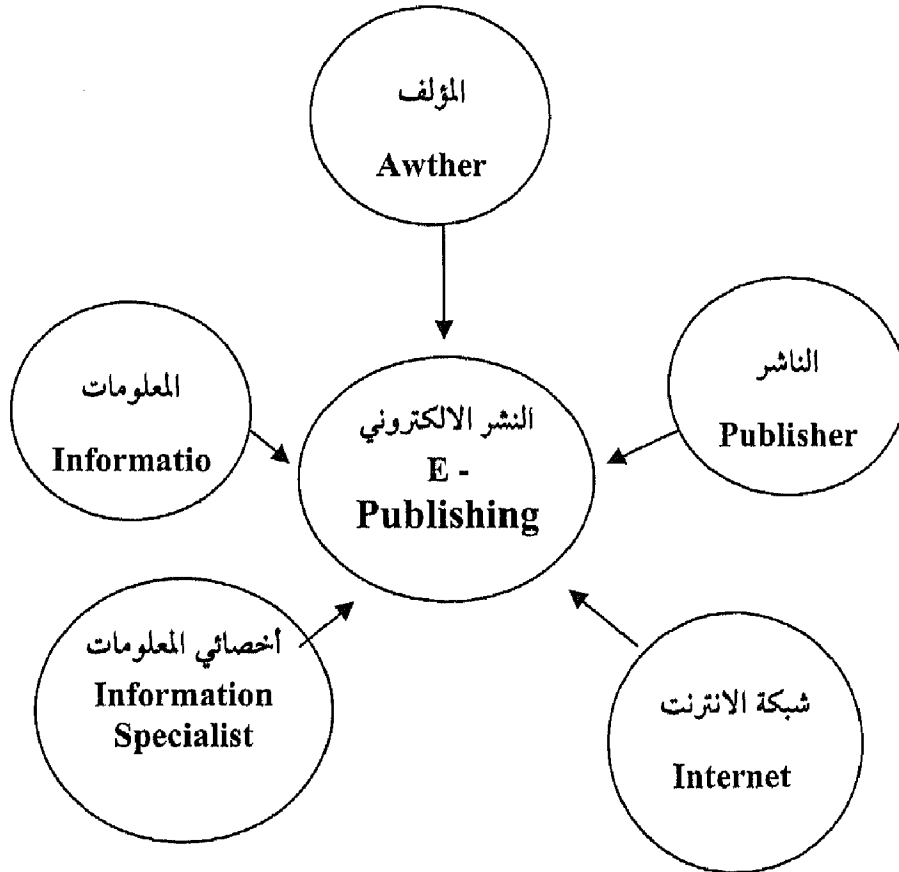 المؤلف
Awther
المعلومات
Informatio
الناشر
Publisher
النشر الالكتروني
E -
Publishing
أخصائي المعلومات
Information
Specialist
شبكة الانترنت
Internet